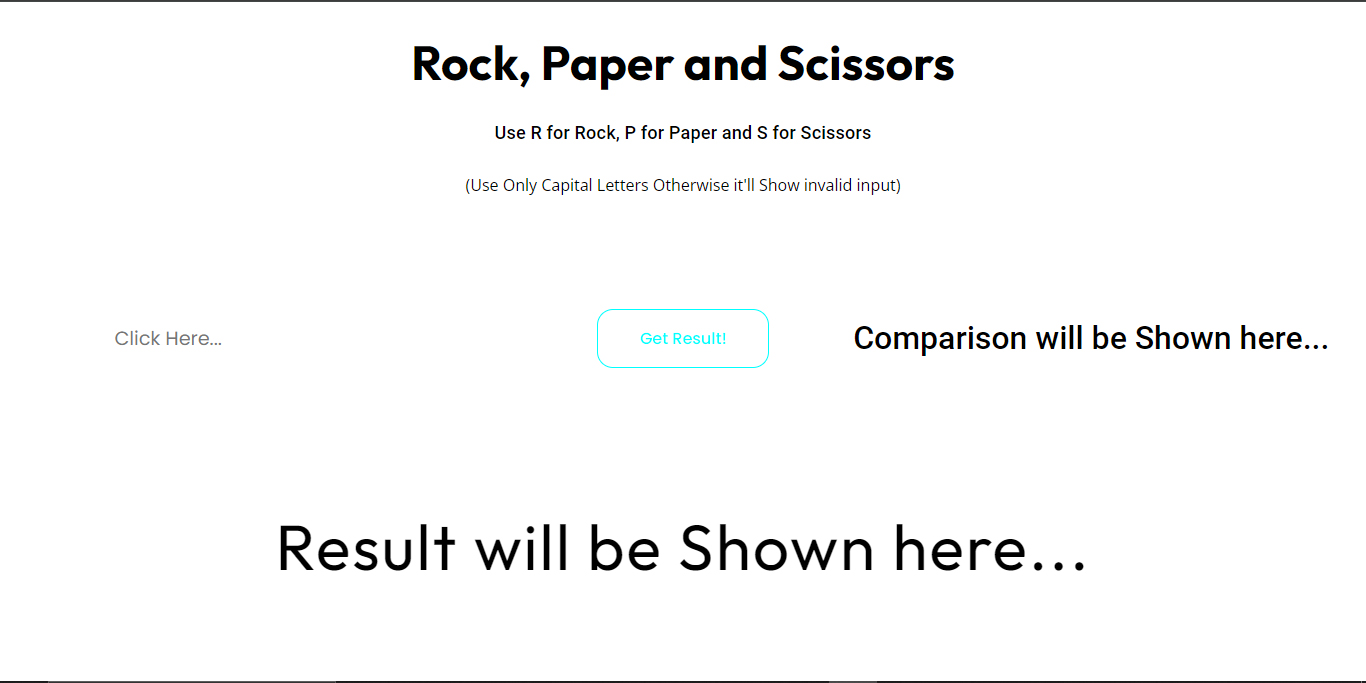 Rock, Paper and Scissors
Use R for Rock, P for Paper and S for Scissors
(Use Only Capital Letters Otherwise it'll Show invalid input)
Click Here...
Get Result!
Comparison will be Shown here...
Result will be Shown here...